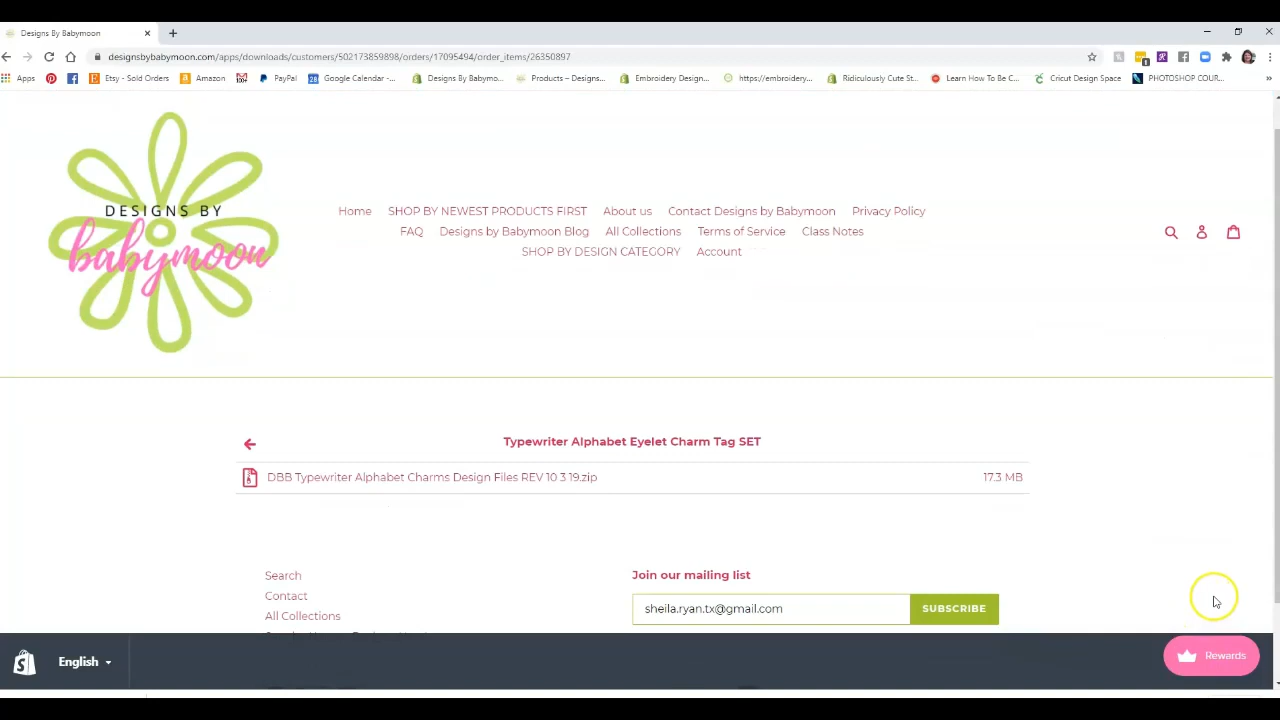 Designs By Babymoon
designsbybabymoon.com/apps/downloads/customers/502173859898/orders/17095494/order_items/26350897
Apps Etsy - Sold Orders Amazon PayPal Google Calendar -... Designs By Babymo... Products – Designs... Embroidery Design... https://embroidery... Ridiculously Cute St... Learn How To Be C... Cricut Design Space PHOTOSHOP COUR... »
DESIGNS BY
babymoon
Home SHOP BY NEWEST PRODUCTS FIRST About us Contact Designs by Babymoon Privacy Policy
FAQ Designs by Babymoon Blog All Collections Terms of Service Class Notes
SHOP BY DESIGN CATEGORY Account
Typewriter Alphabet Eyelet Charm Tag SET
DBB Typewriter Alphabet Charms Design Files REV 10 3 19.zip 17.3 MB
Search
Contact
All Collections
Join our mailing list
sheila.ryan.tx@gmail.com SUBSCRIBE
English
Rewards